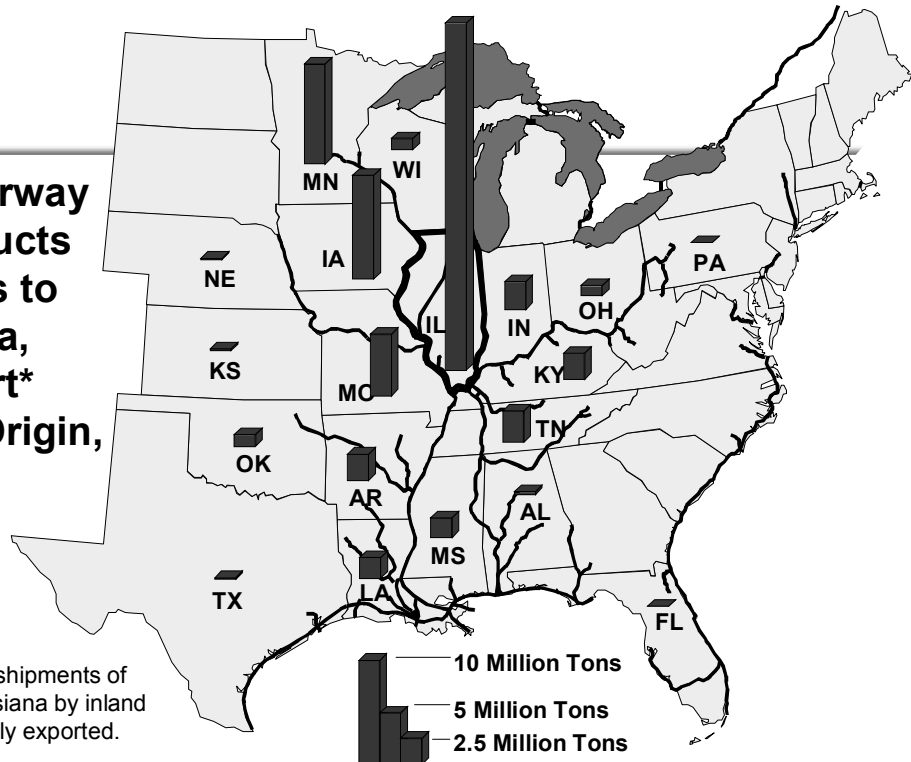 rway
ucts
s to
a,
rt*
Origin,
MN
WI
IA
NE
IL
IN
OH
PA
KS
MO
KY
OK
AR
TN
AL
MS
TX
LA
FL
shipments of
siana by inland
ly exported.
10 Million Tons
5 Million Tons
2.5 Million Tons